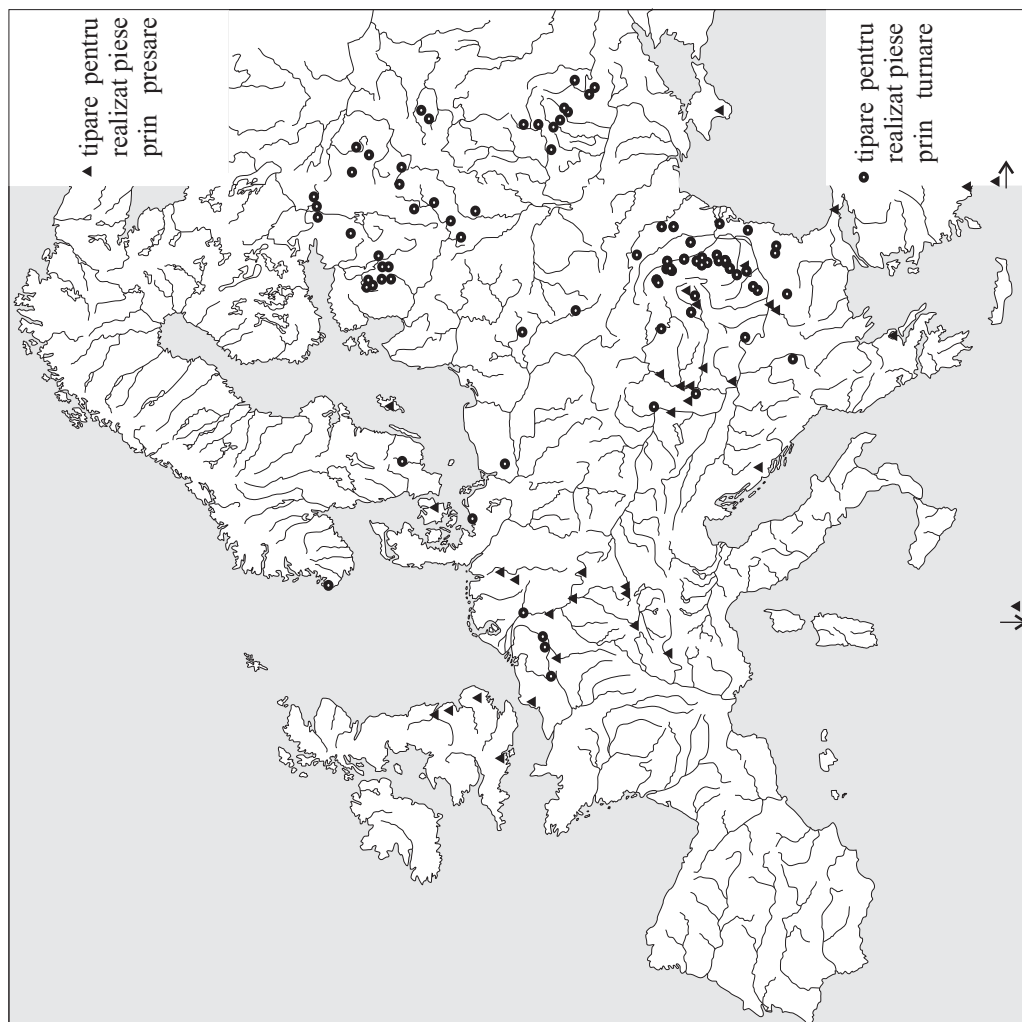 tipare pentru
realizat piese
prin presare
tipare pentru
realizat piese
prin turnare